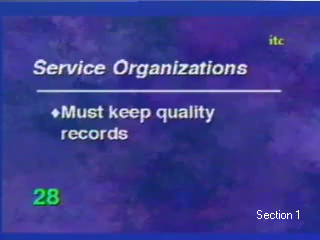 itc
Service Organizations
♦Must keep quality
records
28
Section 1